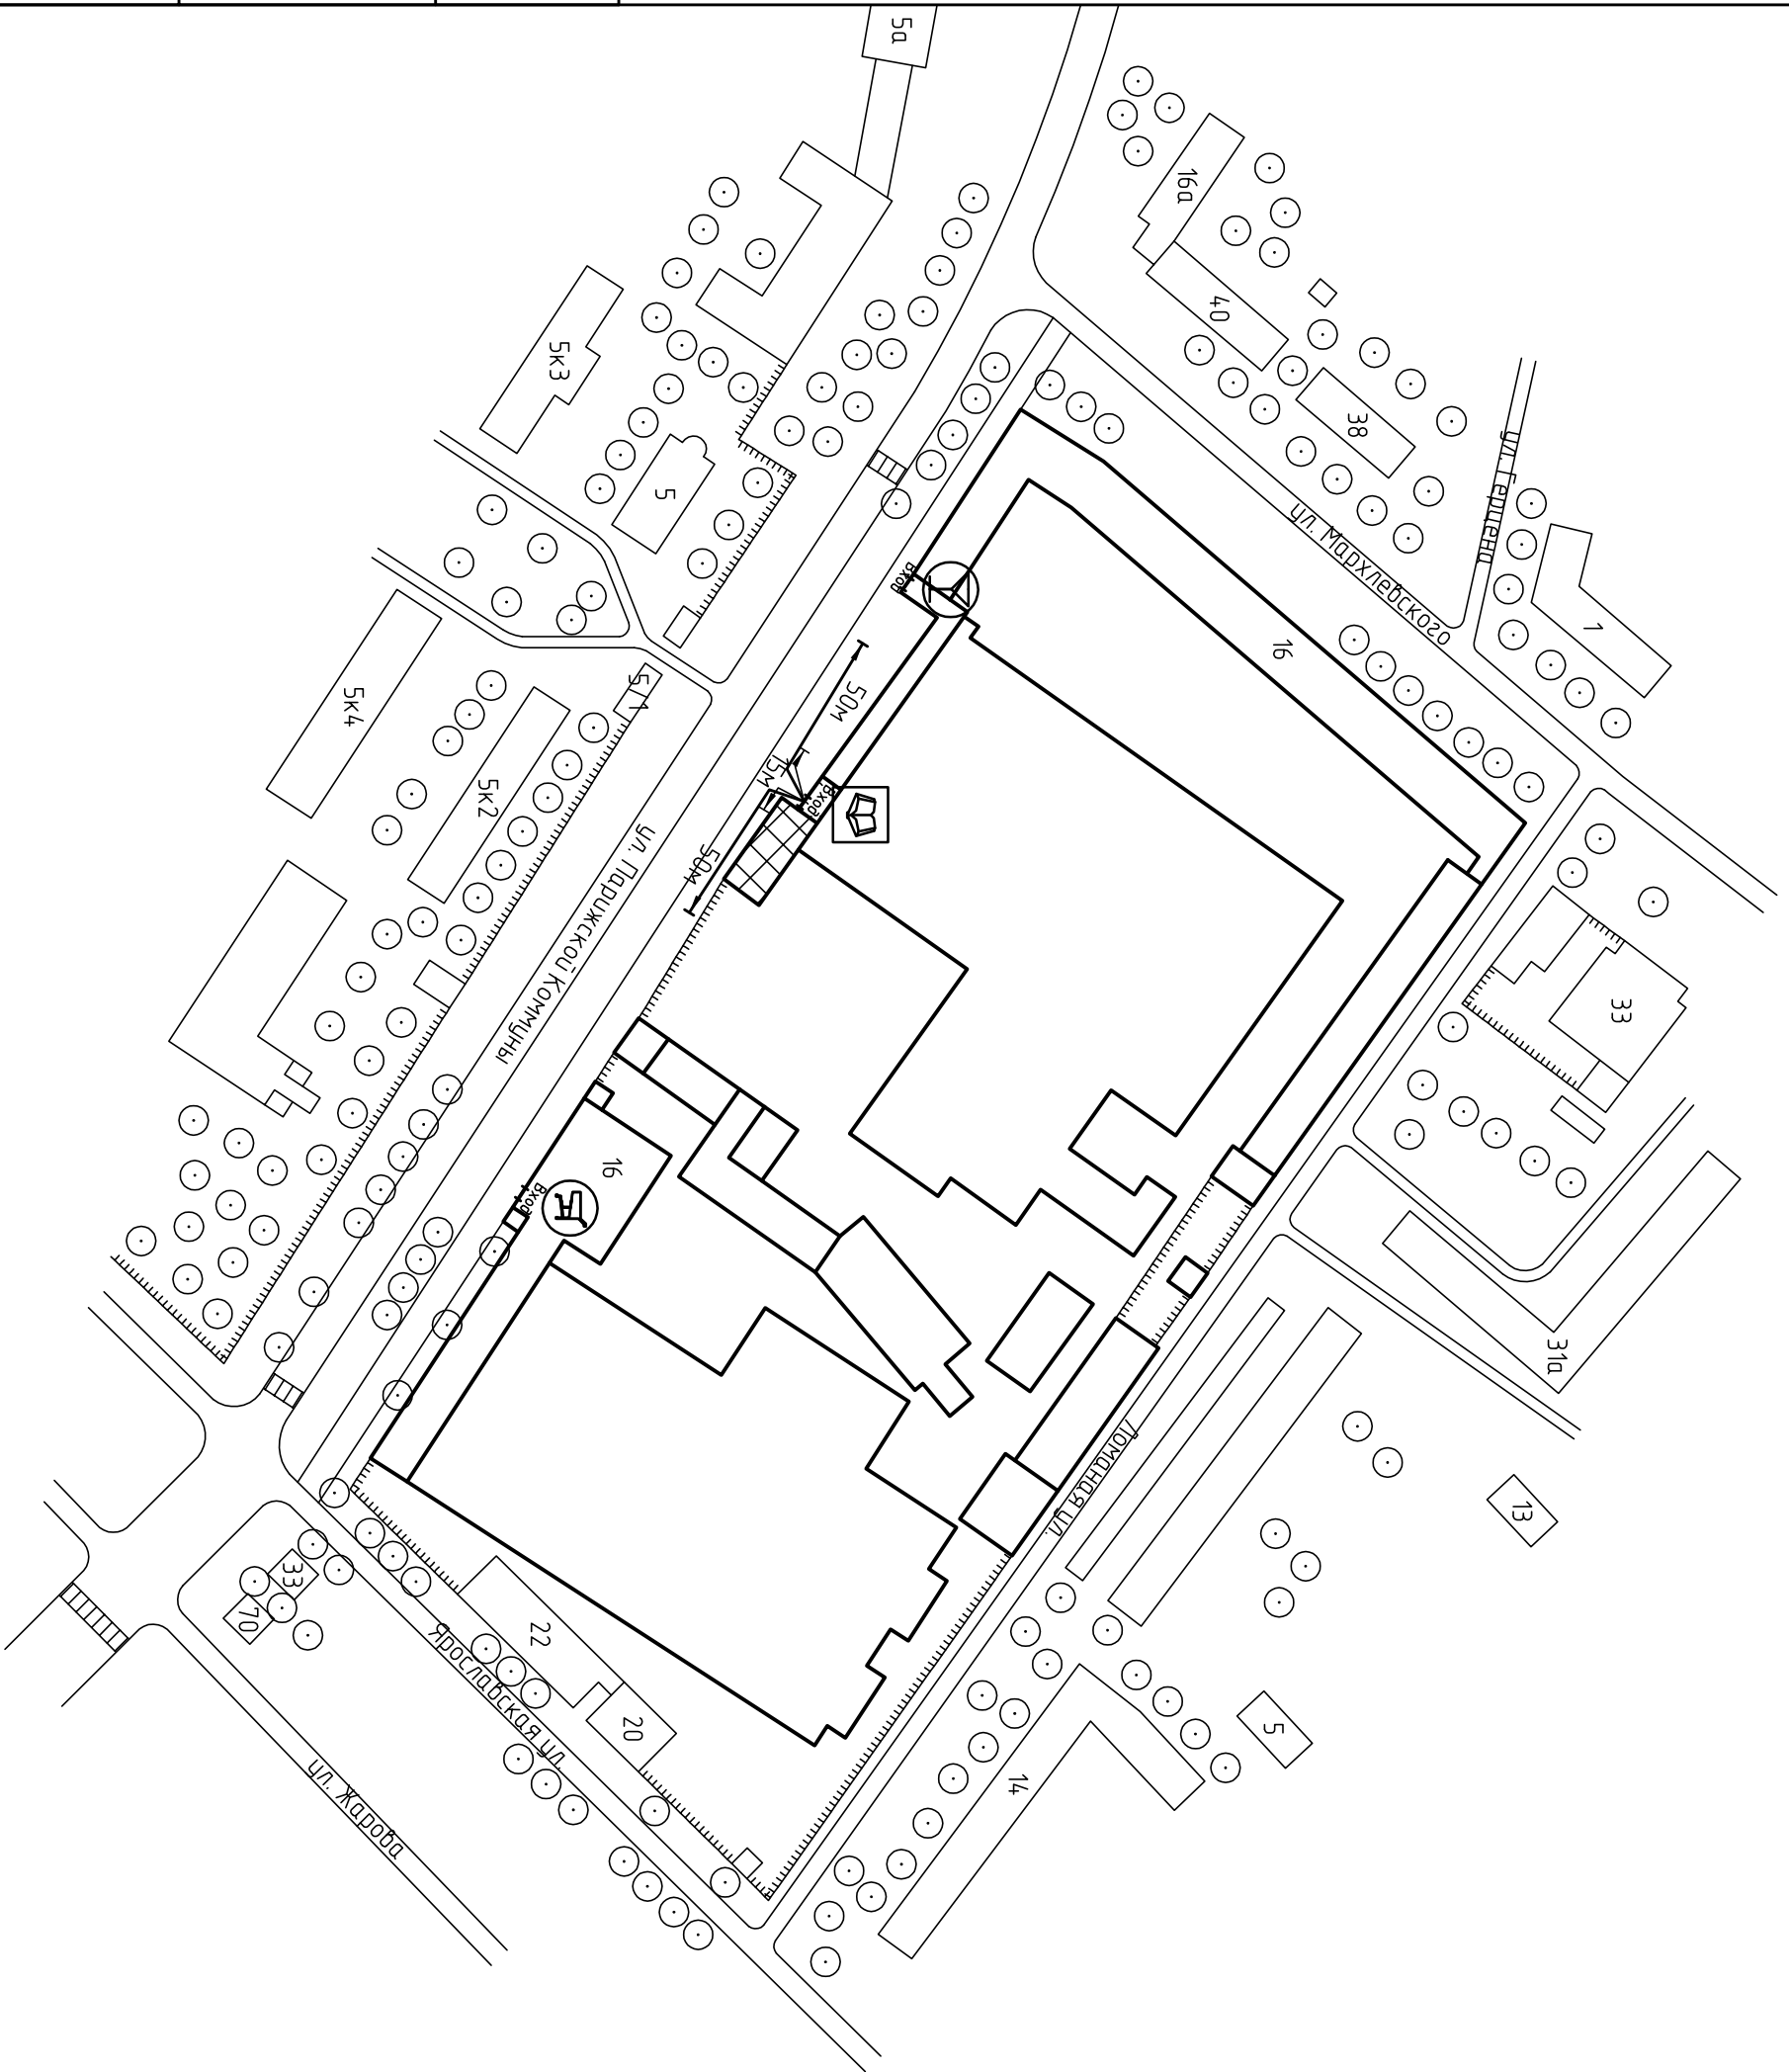 5а
16а
40
38
ул. Герцена
ул. Мархлевского
1
16
5к3
5
Вход
50м
5/1
5к4
5к2
15м
Вход
50м
ул. Парижской Коммуны
33
16
Вход
31а
Ломаная ул.
13
33
70
22
20
Ярославская ул.
5
14
ул. Жарова